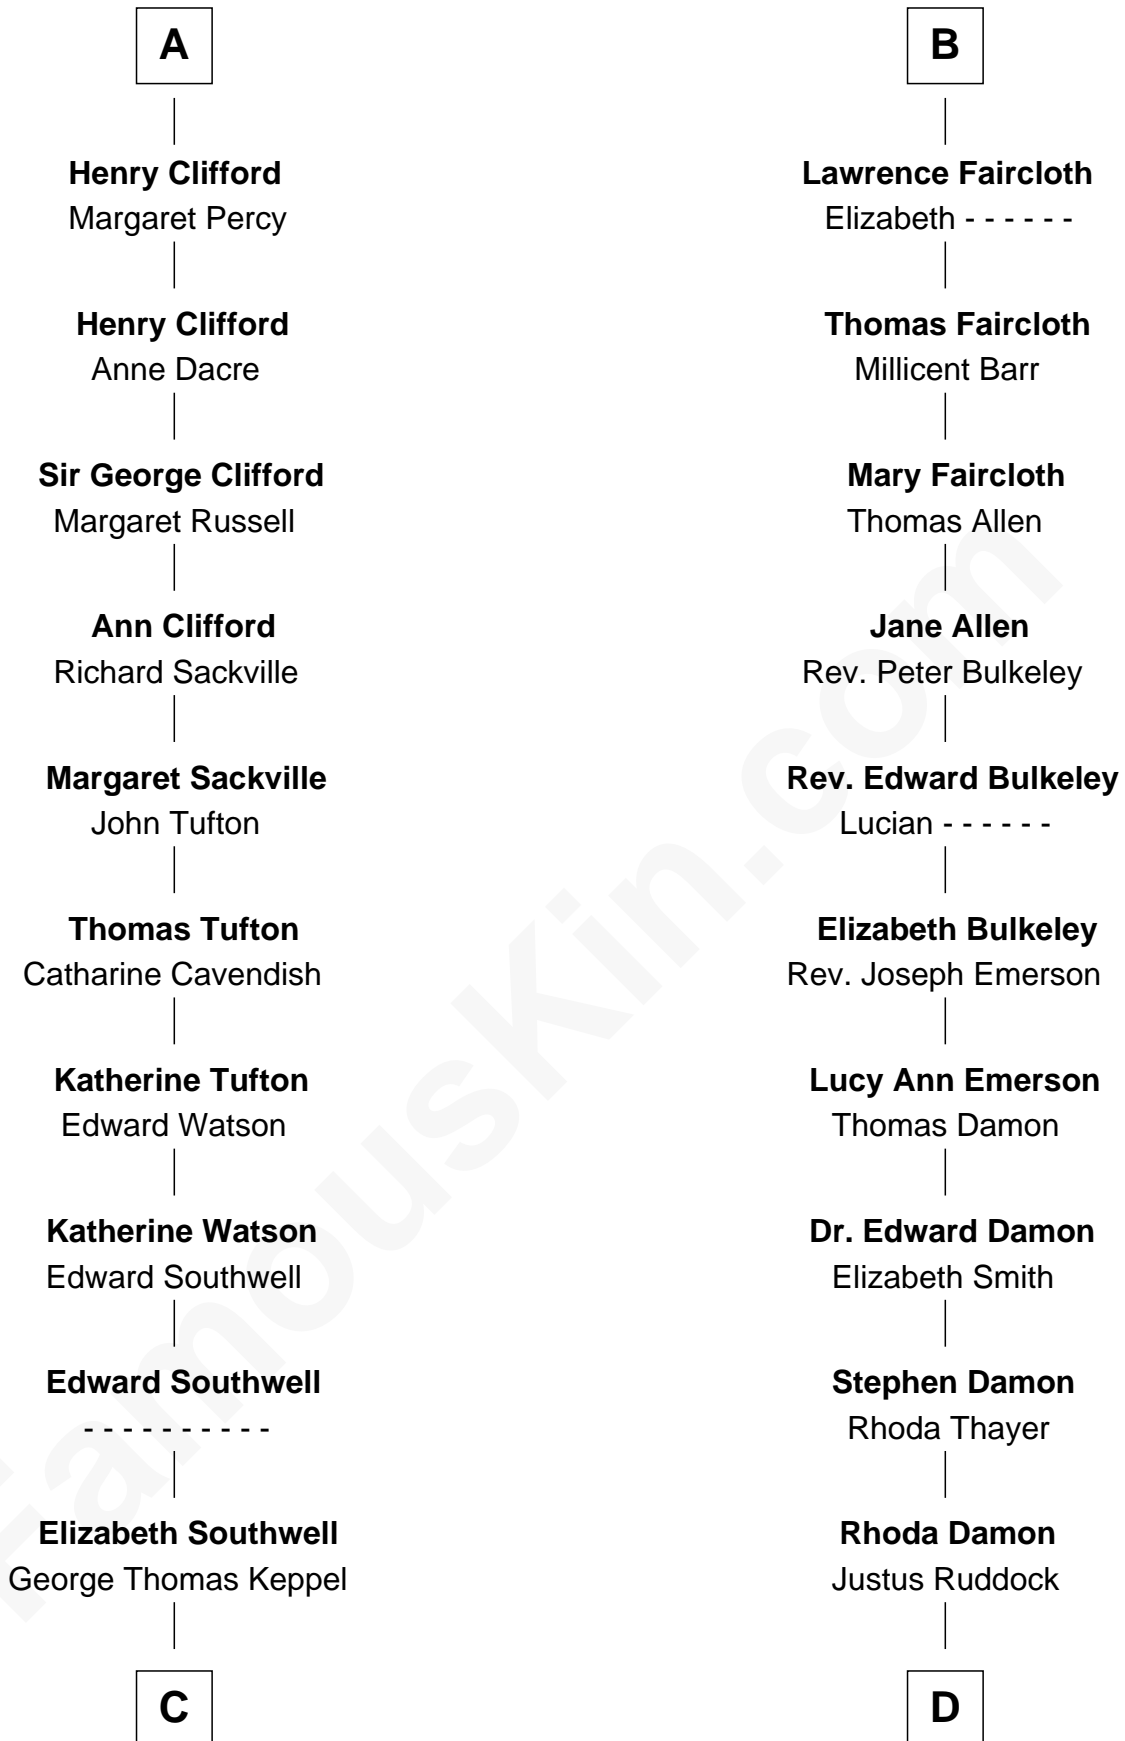 A
Henry Clifford
Margaret Percy
Henry Clifford
Anne Dacre
Sir George Clifford
Margaret Russell
Ann Clifford
Richard Sackville
Margaret Sackville
John Tufton
Thomas Tufton
Catharine Cavendish
Katherine Tufton
Edward Watson
Katherine Watson
Edward Southwell
Edward Southwell
- - - - - - - - - -
Elizabeth Southwell
George Thomas Keppel
C
B
Lawrence Faircloth
Elizabeth - - - - - -
Thomas Faircloth
Millicent Barr
Mary Faircloth
Thomas Allen
Jane Allen
Rev. Peter Bulkeley
Rev. Edward Bulkeley
Lucian - - - - - -
Elizabeth Bulkeley
Rev. Joseph Emerson
Lucy Ann Emerson
Thomas Damon
Dr. Edward Damon
Elizabeth Smith
Stephen Damon
Rhoda Thayer
Rhoda Damon
Justus Ruddock
D
FamousKin.com